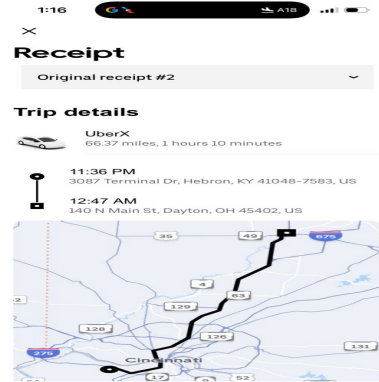 1:16
A18
Receipt
Original receipt #2
Trip details
UberX
66.37 miles, 1 hours 10 minutes
11:36 PM
3087 Terminal Dr, Hebron, KY 41048-7583, US
12:47 AM
140 N Main St, Dayton, OH 45402, US
35
49
675
4
63
129
128
126
275
131
Cincinnati
17
52